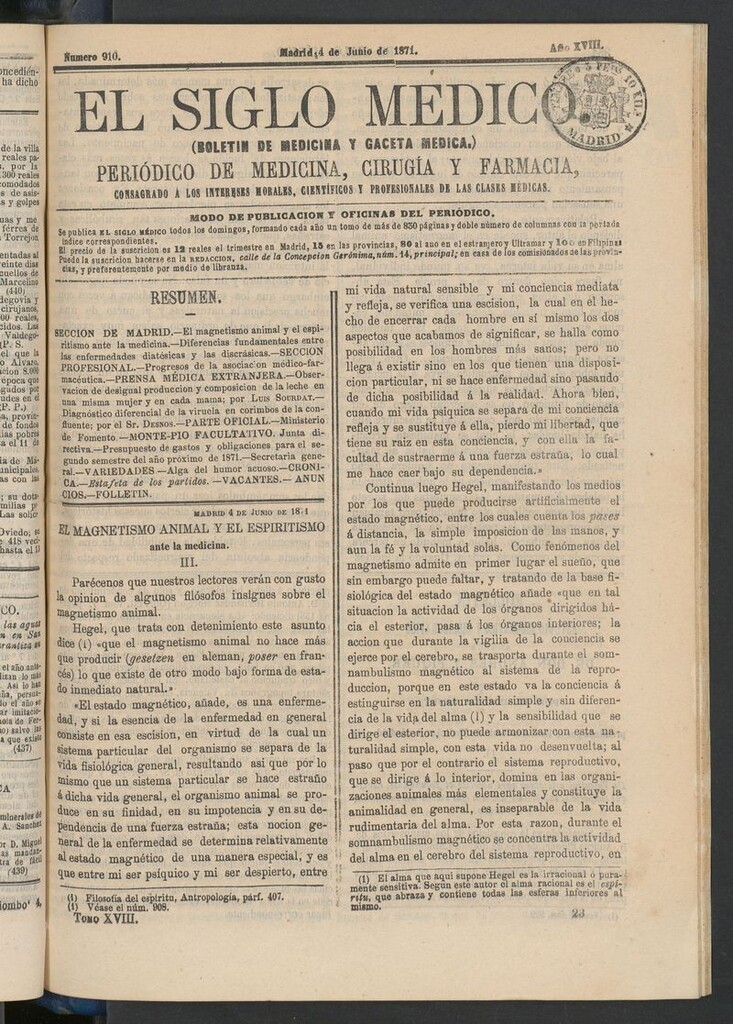 Numero 910.
Madrid, 4 de Junio de 1871.
Año XVIII.
EL SIGLO MÉDICO.
MADRID
(BOLETIN DE MEDICINA Y GACETA MEDICA.)
PERIÓDICO DE MEDICINA, CIRUGÍA Y FARMACIA,
CONSAGRADO Á LOS INTERESES MORALES, CIENTÍFICOS Y PROFESIONALES DE LAS CLASES MÉDICAS.
MODO DE PUBLICACION Y OFICINAS DEL PERIÓDICO.
Se publica EL SIGLO MÉDICO todos los domingos, formando cada año un tomo de más de 830 páginas y doble número de columnas con la portada
índice correspondientes.
El precio de la suscricion es 12 reales el trimestre en Madrid, 15 en las provincias, 80 al ano en el estranjero y Ultramar y 100 en Filipinas
Puede la suscricion hacerse en la REDACCION, calle de la Concepcion Gerónima, núm. 14, principal; en casa de los comisionados de las provin-
cias, y preferentemente por medio de libranza.
RESUMEN.
SECCION DE MADRID.—El magnetismo animal y el espi-
ritismo ante la medicina.—Diferencias fundamentales entre
las enfermedades diatésicas y las discrásicas.—SECCION
PROFESIONAL.—Progresos de la asociacion médico-far-
macéutica.—PRENSA MÉDICA EXTRANJERA.—Obser-
vacion de desigual produccion y composicion de la leche en
una misma mujer y en cada mama; por LUIS SOURDAT.—
Diagnóstico diferencial de la viruela en corimbos de la con-
fluente; por el Sr. DESNOS.—PARTE OFICIAL.—Ministerio
de Fomento.—MONTE-PIO FACULTATIVO. Junta dire-
ctiva.—Presupuesto de gastos y obligaciones para el se-
gundo semestre del año próximo de 1871.—Secretaria gene-
ral.—VARIEDADES—Alga del humor acuoso.—CRONI-
CA.—Estafeta de los partidos.—VACANTES.—ANUN
CIOS.—FOLLETIN.
MADRID 4 DE JUNIO DE 1871
EL MAGNETISMO ANIMAL Y EL ESPIRITISMO
ante la medicina.
III.
Parécenos que nuestros lectores verán con gusto
la opinion de algunos filósofos insignes sobre el
magnetismo animal.
Hegel, que trata con detenimiento este asunto
dice (1) «que el magnetismo animal no hace más
que producir (gesetzen en aleman, poser en fran-
cés) lo que existe de otro modo bajo forma de esta-
do inmediato natural.»
«El estado magnético, añade, es una enferme-
dad, y si la esencia de la enfermedad en general
consiste en esa escision, en virtud de la cual un
sistema particular del organismo se separa de la
vida fisiológica general, resultando asi que por lo
mismo que un sistema particular se hace estraño
á dicha vida general, el organismo animal se pro-
duce en su finidad, en su impotencia y en su de-
pendencia de una fuerza estraña; esta nocion ge-
neral de la enfermedad se determina relativamente
al estado magnético de una manera especial, y es
que entre mi ser psíquico y mi ser despierto, entre
(1) Filosofía del espíritu, Antropología, párf. 407.
(1) Véase el núm. 908.
TOMO XVIII.
mi vida natural sensible y mi conciencia mediata
y refleja, se verifica una escision, la cual en el he-
cho de encerrar cada hombre en sí mismo los dos
aspectos que acabamos de significar, se halla como
posibilidad en los hombres más sanos; pero no
llega á existir sino en los que tienen una disposi-
cion particular, ni se hace enfermedad sino pasando
de dicha posibilidad á la realidad. Ahora bien,
cuando mi vida psíquica se separa de mi conciencia
refleja y se sustituye á ella, pierdo mi libertad, que
tiene su raiz en esta conciencia, y con ella la fa-
cultad de sustraerme á una fuerza estraña, lo cual
me hace caer bajo su dependencia.»
Continua luego Hegel, manifestando los medios
por los que puede producirse artificialmente el
estado magnético, entre los cuales cuenta los pases
á distancia, la simple imposicion de las manos, y
aun la fé y la voluntad solas. Como fenómenos del
magnetismo admite en primer lugar el sueño, que
sin embargo puede faltar, y tratando de la base fi-
siológica del estado magnético añade «que en tal
situacion la actividad de los órganos dirigidos há-
cia el esterior, pasa á los órganos interiores; la
accion que durante la vigilia de la conciencia se
ejerce por el cerebro, se trasporta durante el som-
nambulismo magnético al sistema de la repro-
duccion, porque en este estado va la conciencia á
estinguirse en la naturalidad simple y sin diferen-
cia de la vida del alma (1) y la sensibilidad que se
dirige el esterior, no puede armonizar con esta na-
turalidad simple, con esta vida no desenvuelta; al
paso que por el contrario el sistema reproductivo,
que se dirige á lo interior, domina en las organi-
zaciones animales más elementales y constituye la
animalidad en general, es inseparable de la vida
rudimentaria del alma. Por esta razon, durante el
somnambulismo magnético se concentra la actividad
del alma en el cerebro del sistema reproductivo, en
(1) El alma que aquí supone Hegel es la irracional ó pura-
mente sensitiva. Segun este autor el alma racional es el espí-
ritu, que abraza y contiene todas las esferas inferiores al
mismo.
23